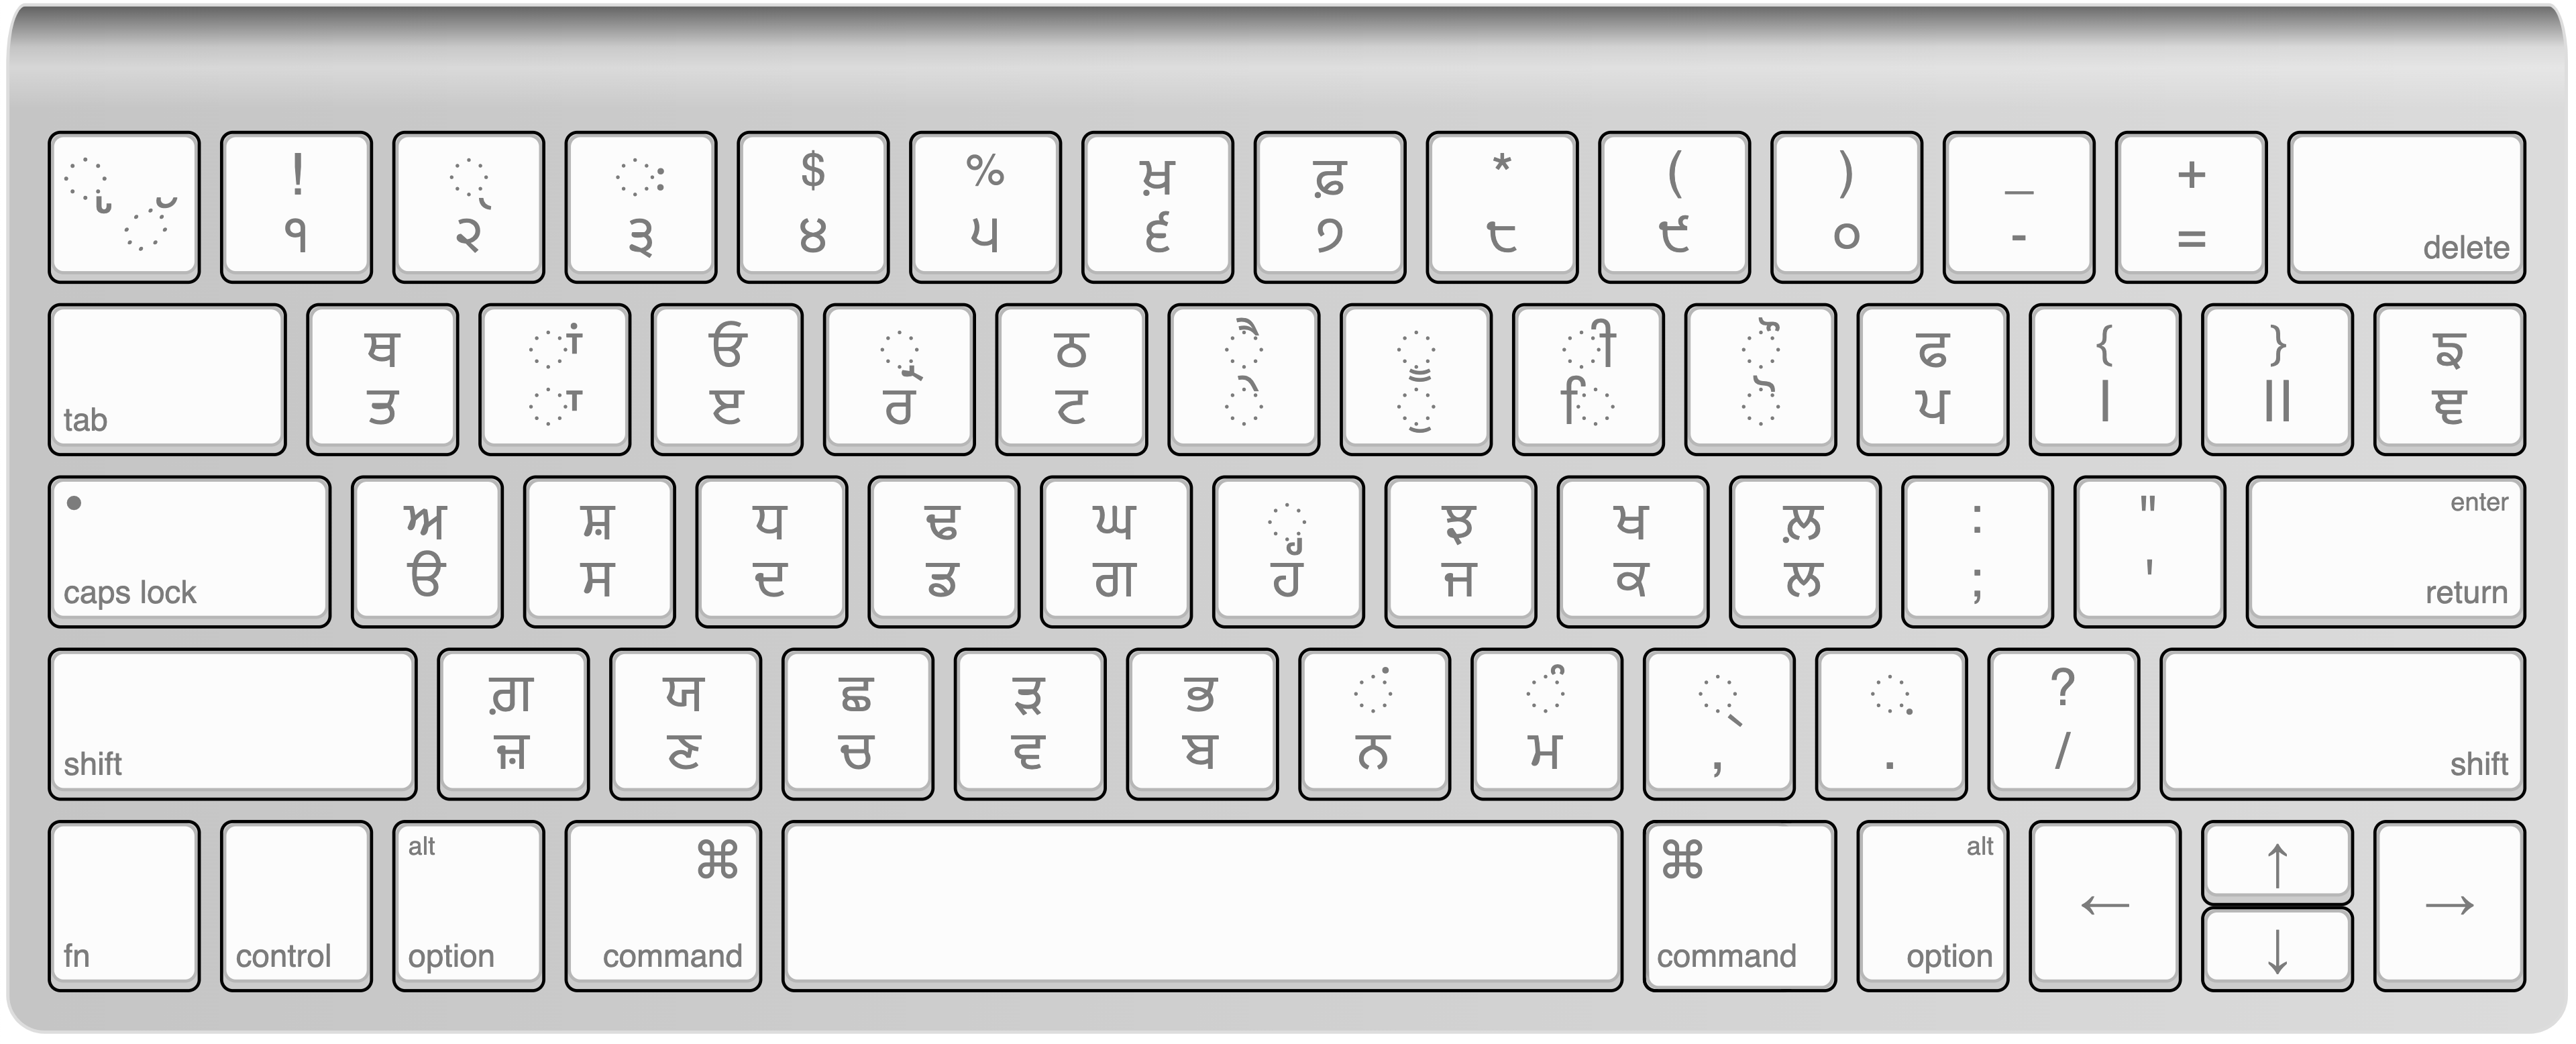 ◌ੵ ◌ੱ ! ੧ ◌ੑ ੨ ◌ਃ ੩ $ ੪ % ੫ ਖ਼ ੬ ਫ਼ ੭ * ੮ ( ੯ ) ੦ _ - + = delete
tab ਥ ਤ ◌ਾਂ ◌ਾ ਓ ੲ ◌੍ਰ ਰ ਠ ਟ ◌ੈ ◌ੇ ◌ੂ ◌ੁ ◌ੀ ◌ਿ ◌ੌ ◌ੋ ਫ ਪ { । } ॥ ਙ ਞ
caps lock ਅ ੳ ਸ਼ ਸ ਧ ਦ ਢ ਡ ਘ ਗ ◌੍ਹ ਹ ਝ ਜ ਖ ਕ ਲ਼ ਲ : ; " ' enter return
shift ਗ਼ ਜ਼ ਯ ਣ ਛ ਚ ੜ ਵ ਭ ਬ ◌ਂ ਨ ◌ੰ ਮ ◌੍ , ◌਼ . ? / shift
fn control alt option ⌘ command ⌘ command alt option ← ↑ ↓ →